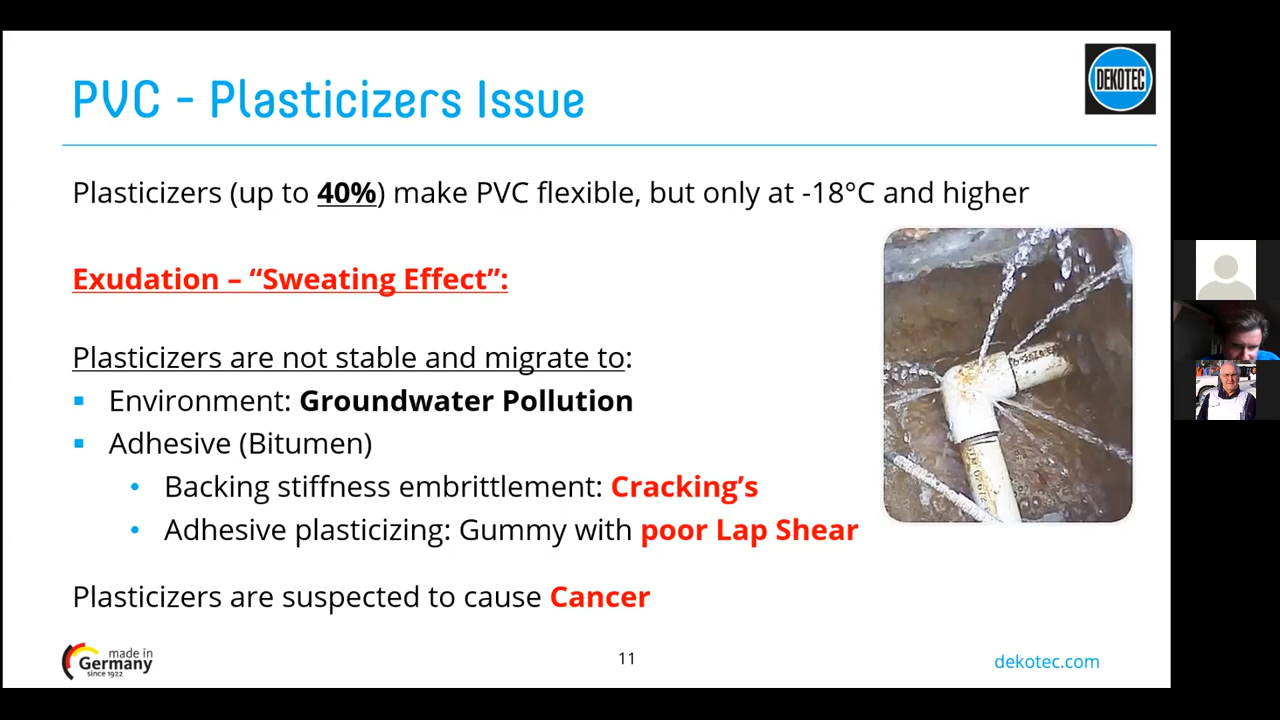 PVC - Plasticizers Issue
DEKOTEC
Plasticizers (up to 40%) make PVC flexible, but only at -18°C and higher
Exudation – “Sweating Effect”:
Plasticizers are not stable and migrate to:
▪ Environment: Groundwater Pollution
▪ Adhesive (Bitumen)
• Backing stiffness embrittlement: Cracking’s
• Adhesive plasticizing: Gummy with poor Lap Shear
Plasticizers are suspected to cause Cancer
made in
Germany
since 1922
11
dekotec.com